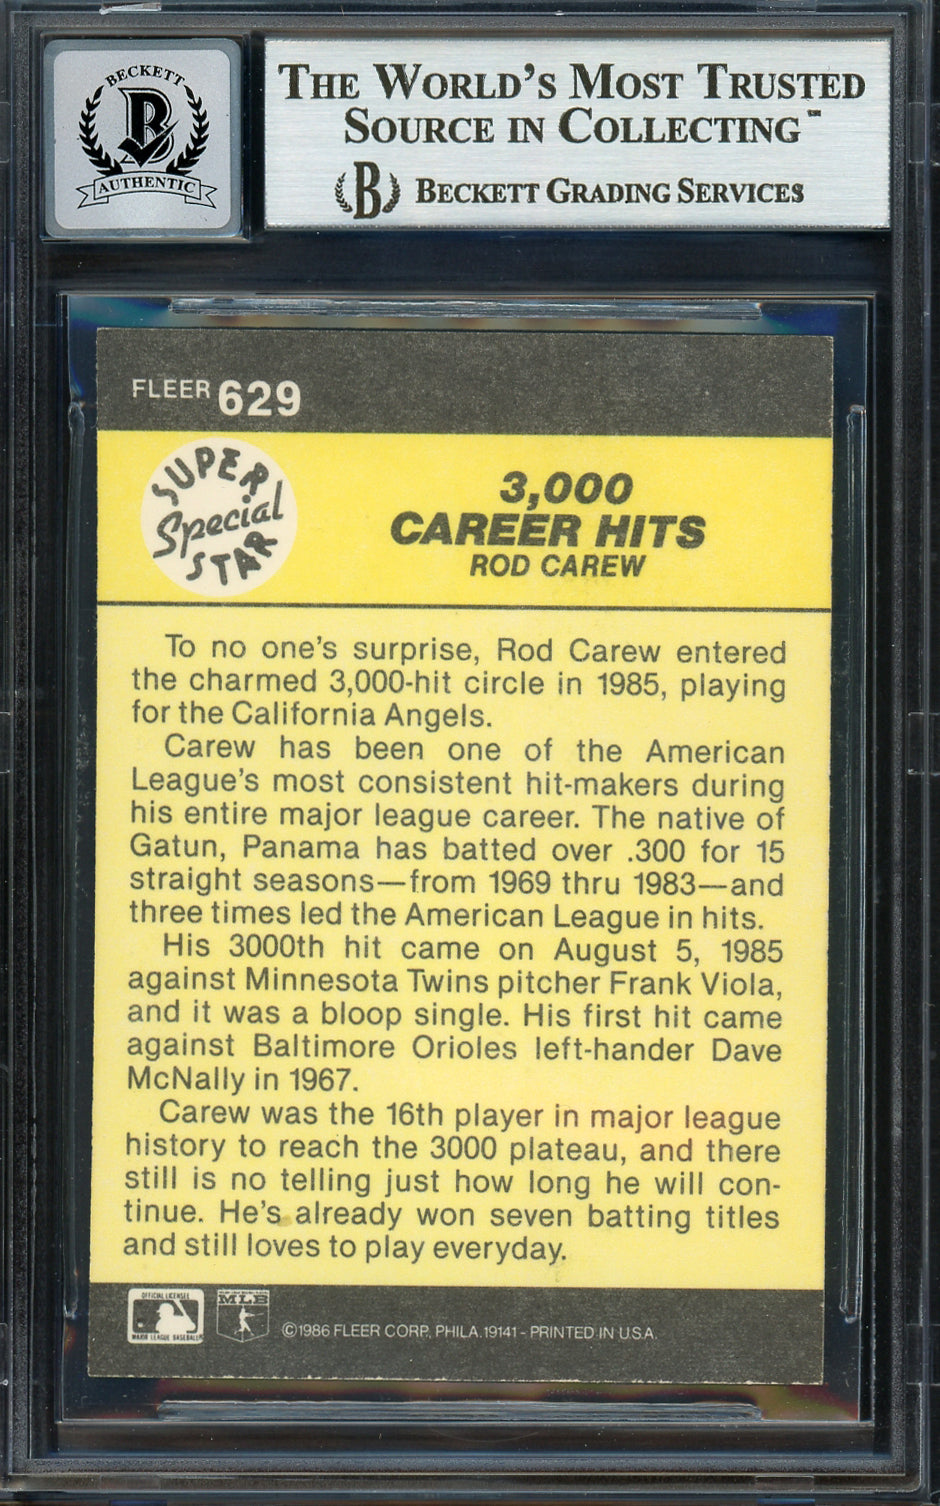 BECKETT
B
AUTHENTIC
THE WORLD'S MOST TRUSTED
SOURCE IN COLLECTING™
B BECKETT GRADING SERVICES
FLEER 629
SUPER
Special
STAR
3,000
CAREER HITS
ROD CAREW
To no one's surprise, Rod Carew entered
the charmed 3,000-hit circle in 1985, playing
for the California Angels.
Carew has been one of the American
League's most consistent hit-makers during
his entire major league career. The native of
Gatun, Panama has batted over .300 for 15
straight seasons—from 1969 thru 1983—and
three times led the American League in hits.
His 3000th hit came on August 5, 1985
against Minnesota Twins pitcher Frank Viola,
and it was a bloop single. His first hit came
against Baltimore Orioles left-hander Dave
McNally in 1967.
Carew was the 16th player in major league
history to reach the 3000 plateau, and there
still is no telling just how long he will con-
tinue. He's already won seven batting titles
and still loves to play everyday.
OFFICIAL LICENSEE
MAJOR LEAGUE BASEBALL
MLB
©1986 FLEER CORP., PHILA. 19141 - PRINTED IN U.S.A.